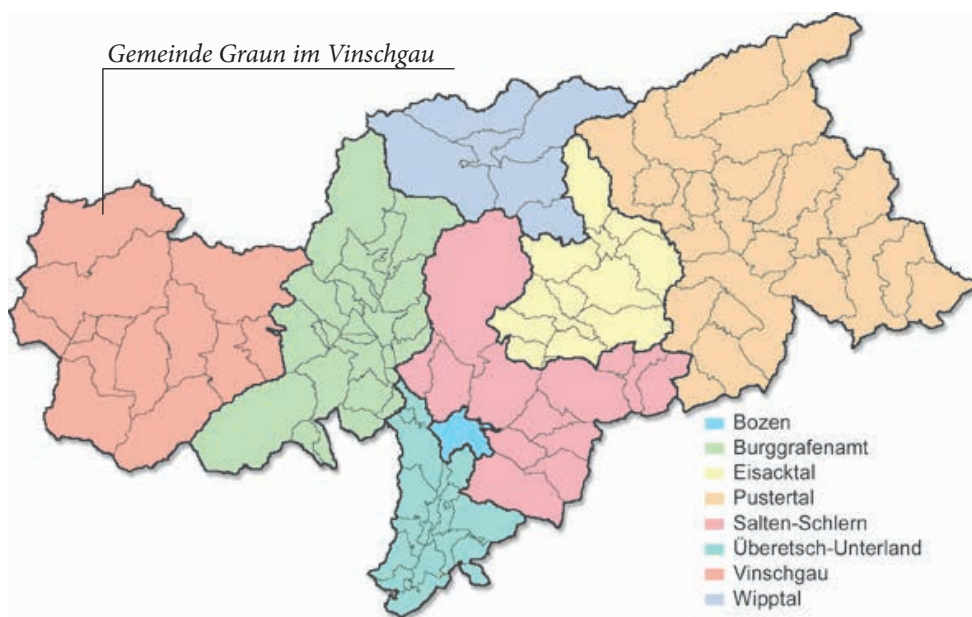 Gemeinde Graun im Vinschgau
Bozen
Burggrafenamt
Eisacktal
Pustertal
Salten-Schlern
Überetsch-Unterland
Vinschgau
Wipptal